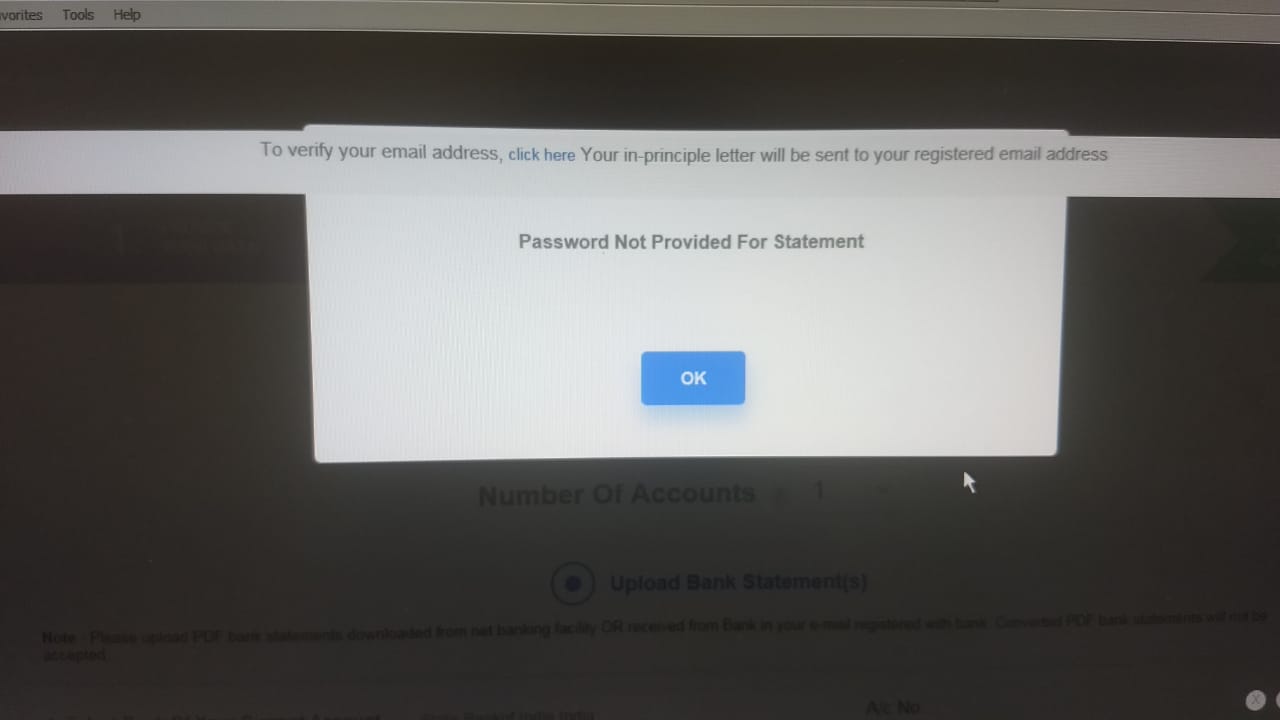 vorites Tools Help
To verify your email address, click here Your in-principle letter will be sent to your registered email address
Password Not Provided For Statement
OK
Number Of Accounts 1
Upload Bank Statement(s)
Note - Please upload PDF bank statements downloaded from net banking facility OR received from Bank in your e-mail registered with bank. Converted PDF bank statements will not be
accepted.
A/c No
X